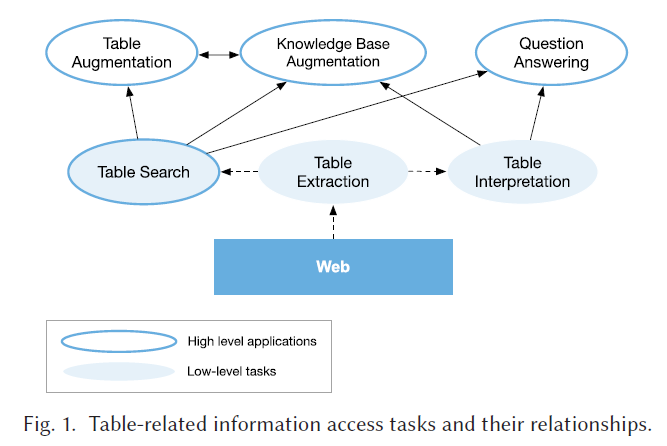 Table
Augmentation
Knowledge Base
Augmentation
Question
Answering
Table Search
Table
Extraction
Table
Interpretation
Web
High level applications
Low-level tasks
Fig. 1. Table-related information access tasks and their relationships.